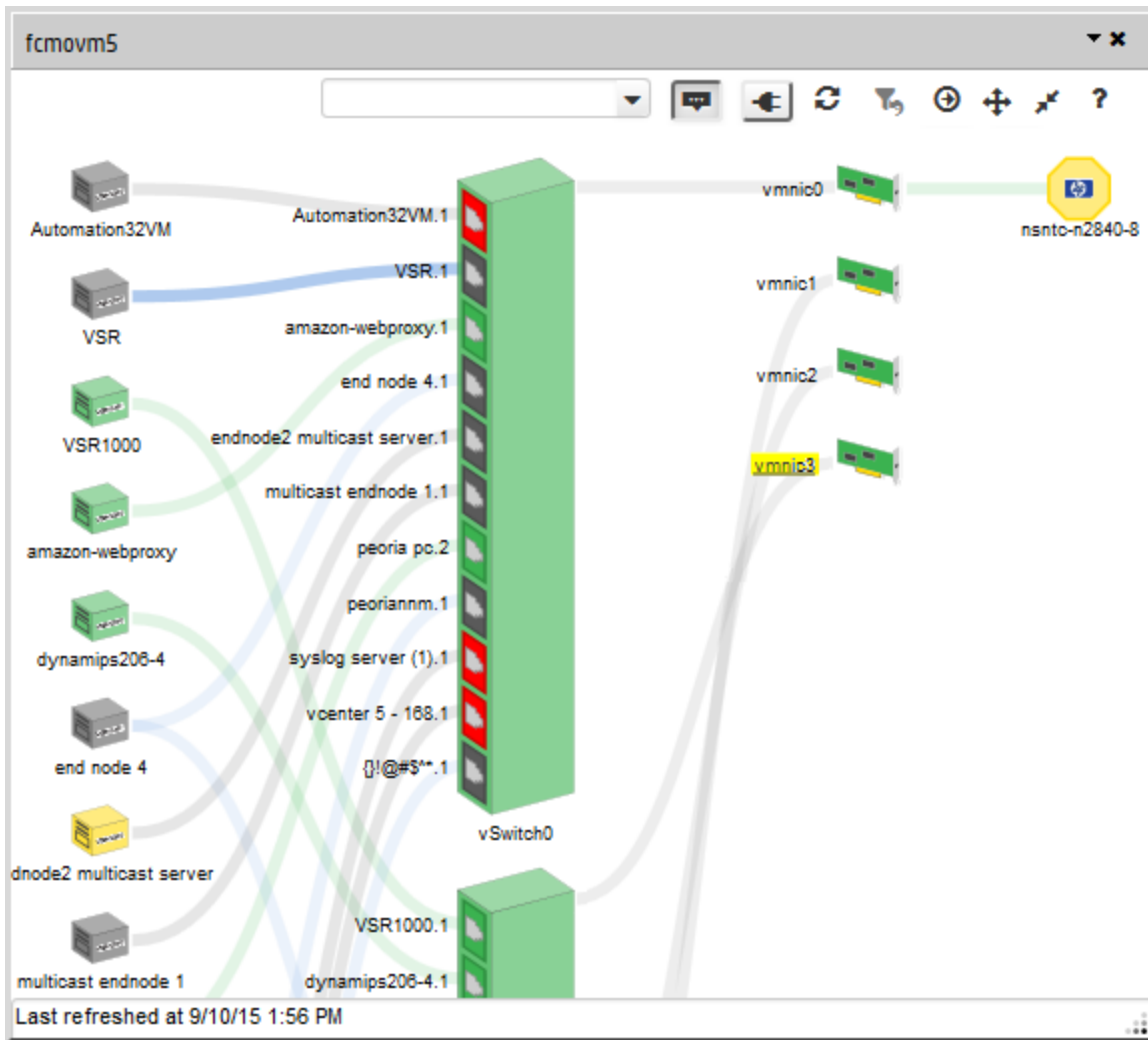 fcmovm5
?
Automation32VM
VSR
VSR1000
amazon-webproxy
dynamips206-4
end node 4
dnode2 multicast server
multicast endnode 1
Automation32VM.1
VSR.1
amazon-webproxy.1
end node 4.1
endnode2 multicast server.1
multicast endnode 1.1
peoria pc.2
peoriannm.1
syslog server (1).1
vcenter 5 - 168.1
{}!@#$^*.1
vSwitch0
VSR1000.1
dynamips206-4.1
vmnic0
vmnic1
vmnic2
vmnic3
nsntc-n2840-8
Last refreshed at 9/10/15 1:56 PM